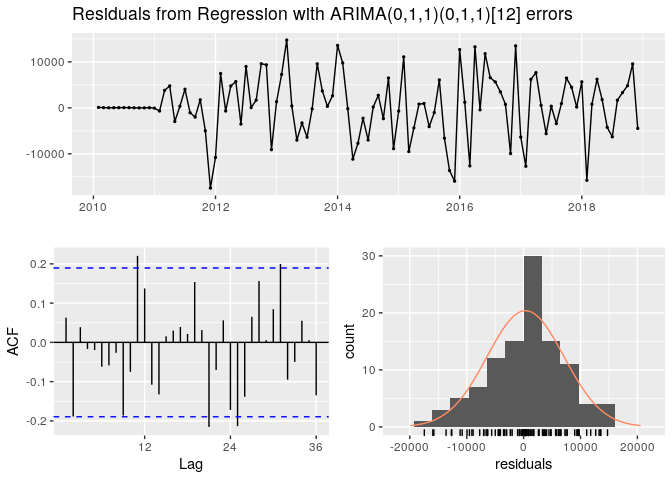 Residuals from Regression with ARIMA(0,1,1)(0,1,1)[12] errors
10000
0
-10000
2010 2012 2014 2016 2018
0.2
0.1
0.0
-0.1
-0.2
ACF
12 24 36
Lag
30
20
10
0
count
-20000 -10000 0 10000 20000
residuals